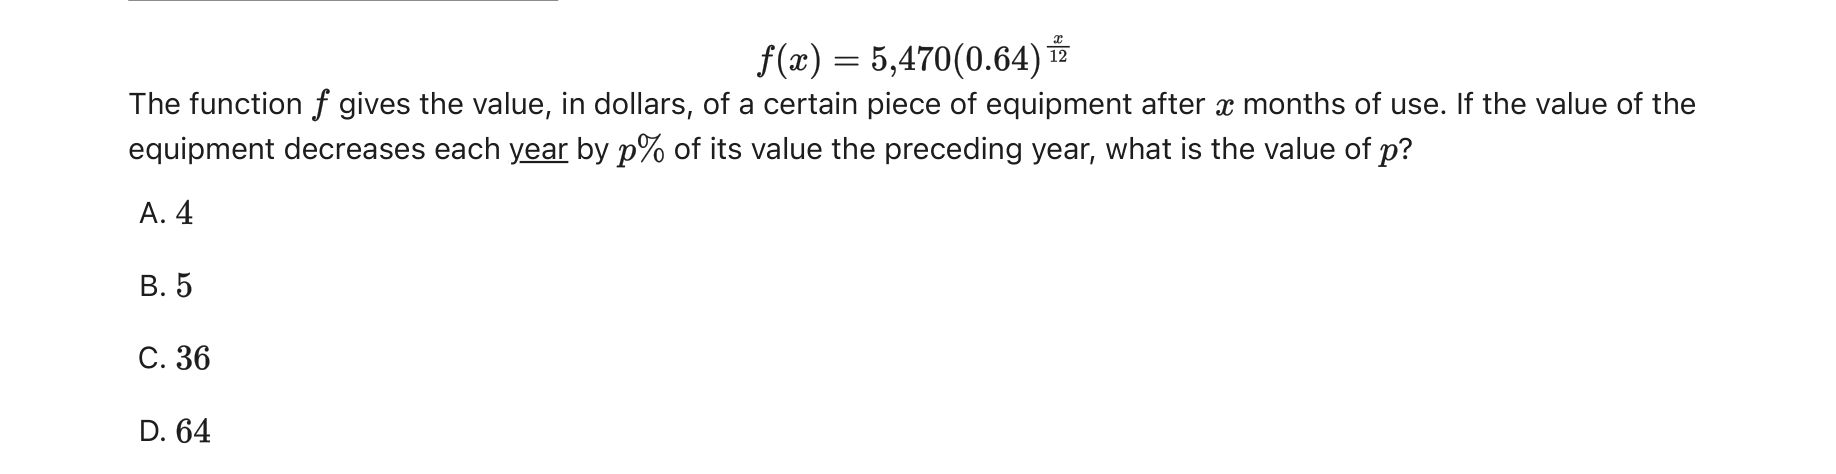 f(x) = 5,470(0.64)^{\frac{x}{12}}
The function f gives the value, in dollars, of a certain piece of equipment after x months of use. If the value of the
equipment decreases each year by p% of its value the preceding year, what is the value of p?
A. 4
B. 5
C. 36
D. 64